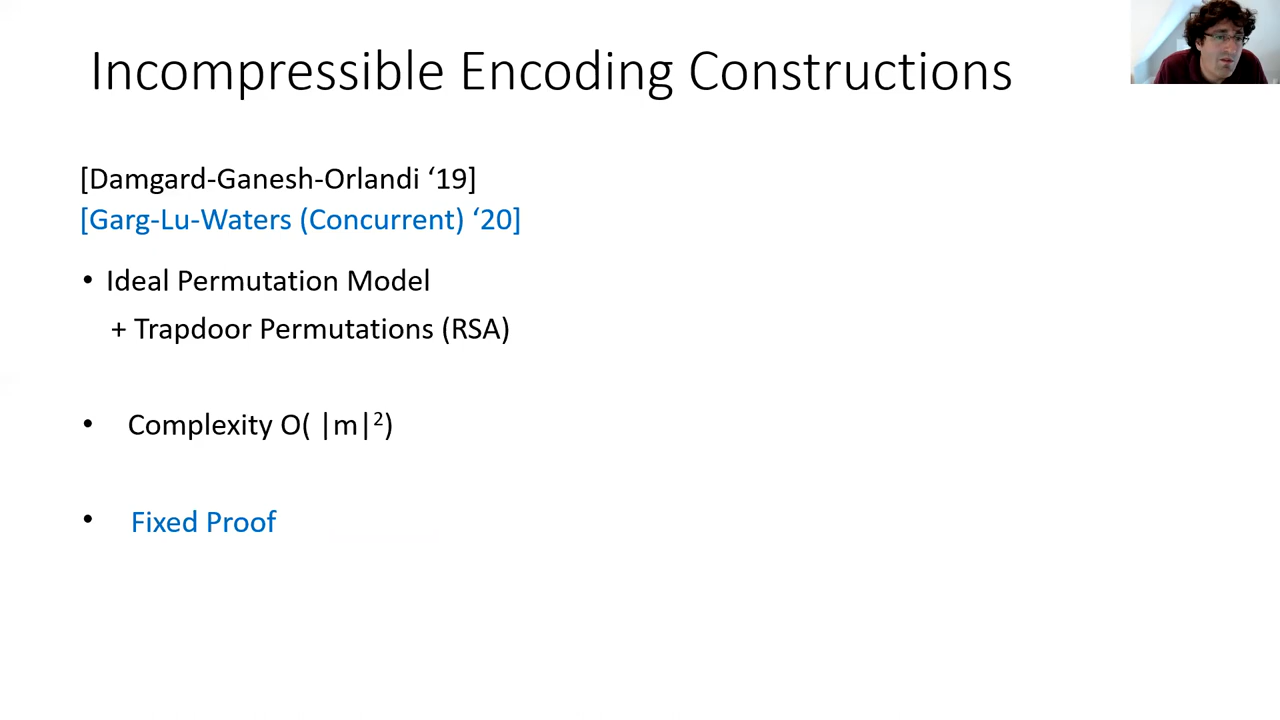 Incompressible Encoding Constructions
[Damgard-Ganesh-Orlandi ‘19]
[Garg-Lu-Waters (Concurrent) ‘20]
• Ideal Permutation Model
+ Trapdoor Permutations (RSA)
• Complexity O( |m|²)
• Fixed Proof